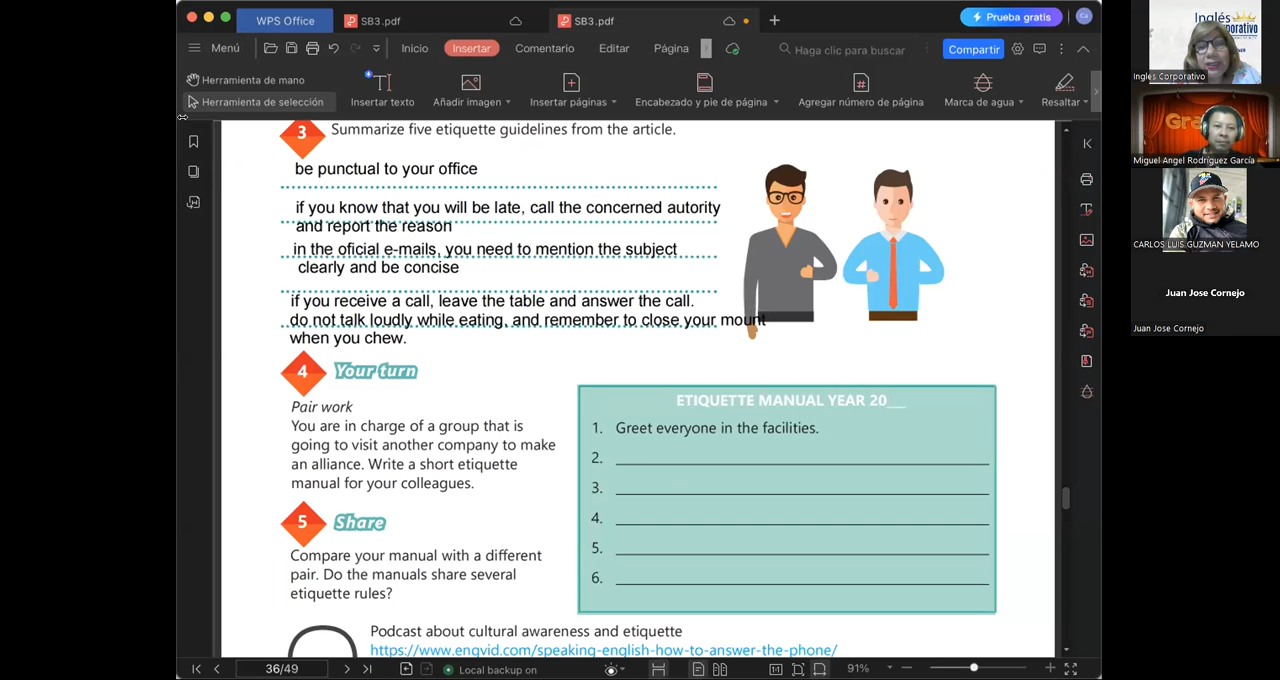 WPS Office
SB3.pdf
SB3.pdf
Prueba gratis
Menú
Inicio
Insertar
Comentario
Editar
Página
Haga clic para buscar
Compartir
Herramienta de mano
Herramienta de selección
Insertar texto
Añadir imagen
Insertar páginas
Encabezado y pie de página
Agregar número de página
Marca de agua
Resaltar
3 Summarize five etiquette guidelines from the article.
be punctual to your office
if you know that you will be late, call the concerned autority
and report the reason
in the oficial e-mails, you need to mention the subject
clearly and be concise
if you receive a call, leave the table and answer the call.
do not talk loudly while eating, and remember to close your mount
when you chew.
4 Your turn
Pair work
You are in charge of a group that is
going to visit another company to make
an alliance. Write a short etiquette
manual for your colleagues.
5 Share
Compare your manual with a different
pair. Do the manuals share several
etiquette rules?
ETIQUETTE MANUAL YEAR 20__
1. Greet everyone in the facilities.
2.
3.
4.
5.
6.
Podcast about cultural awareness and etiquette
https://www.engvid.com/speaking-english-how-to-answer-the-phone/
36/49
Local backup on
91%
Inglés
Ingles Corporativo
Miguel Angel Rodríguez García
CARLOS LUIS GUZMAN YELAMO
Juan Jose Cornejo
Juan Jose Cornejo